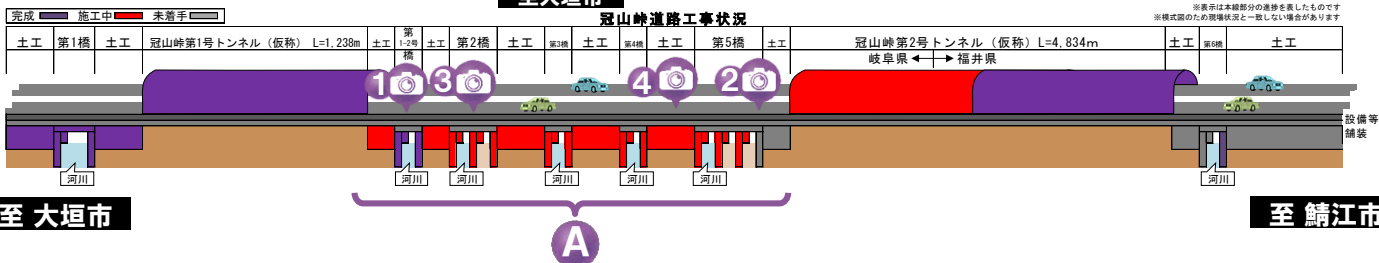 至大垣市
完成 施工中 未着手
冠山峠道路工事状況
※表示は本線部分の進捗を表したものです
※模式図のため現場状況と一致しない場合があります
土工 第1橋 土工 冠山峠第1号トンネル（仮称） L=1,238m 土工 第1-2号橋 土工 第2橋 土工 第3橋 土工 第4橋 土工 第5橋 土工 冠山峠第2号トンネル（仮称）L=4,834m 土工 第6橋 土工
岐阜県 福井県
1 3 4 2
設備等
舗装
河川 河川 河川 河川 河川 河川 河川
至 大垣市
至 鯖江市
A